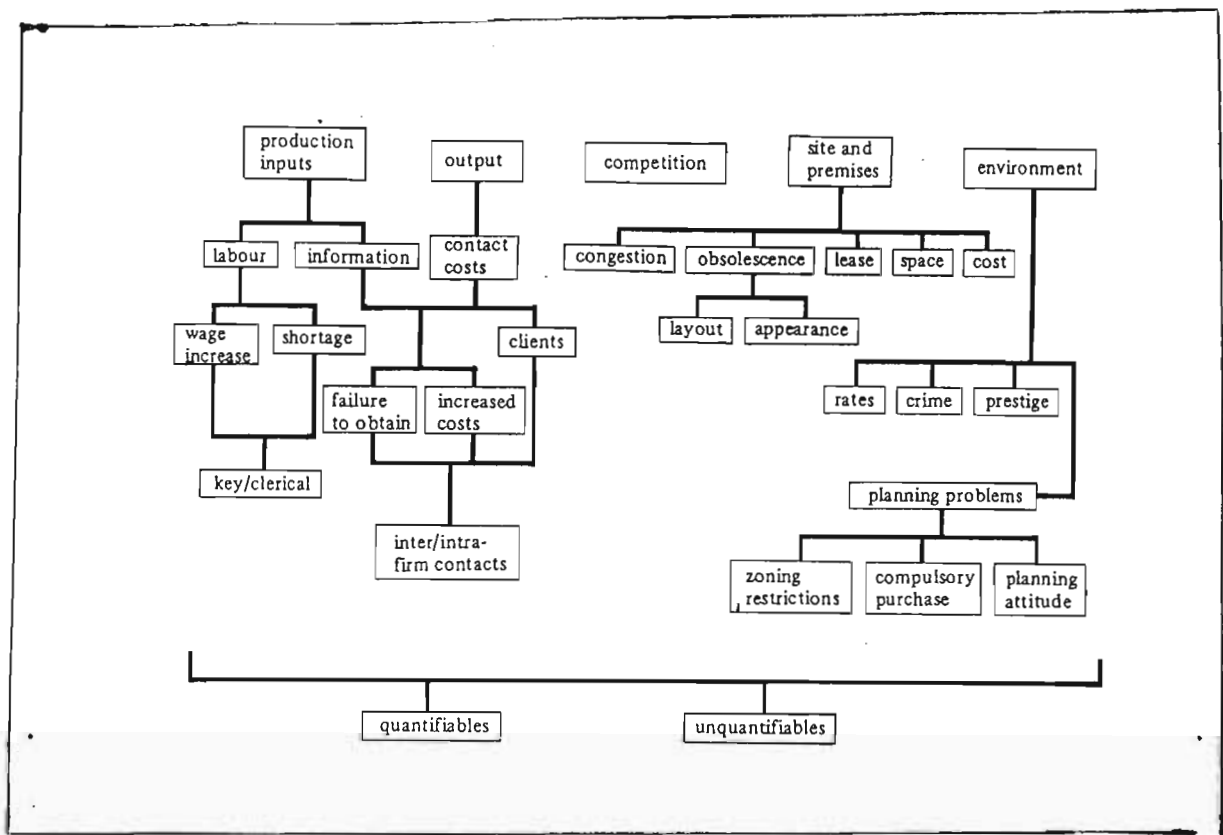 production
inputs
output
competition
site and
premises
environment
labour
information
contact
costs
congestion
obsolescence
lease
space
cost
wage
increase
shortage
clients
layout
appearance
failure
to obtain
increased
costs
rates
crime
prestige
key/clerical
planning problems
inter/intra-
firm contacts
zoning
restrictions
compulsory
purchase
planning
attitude
quantifiables
unquantifiables